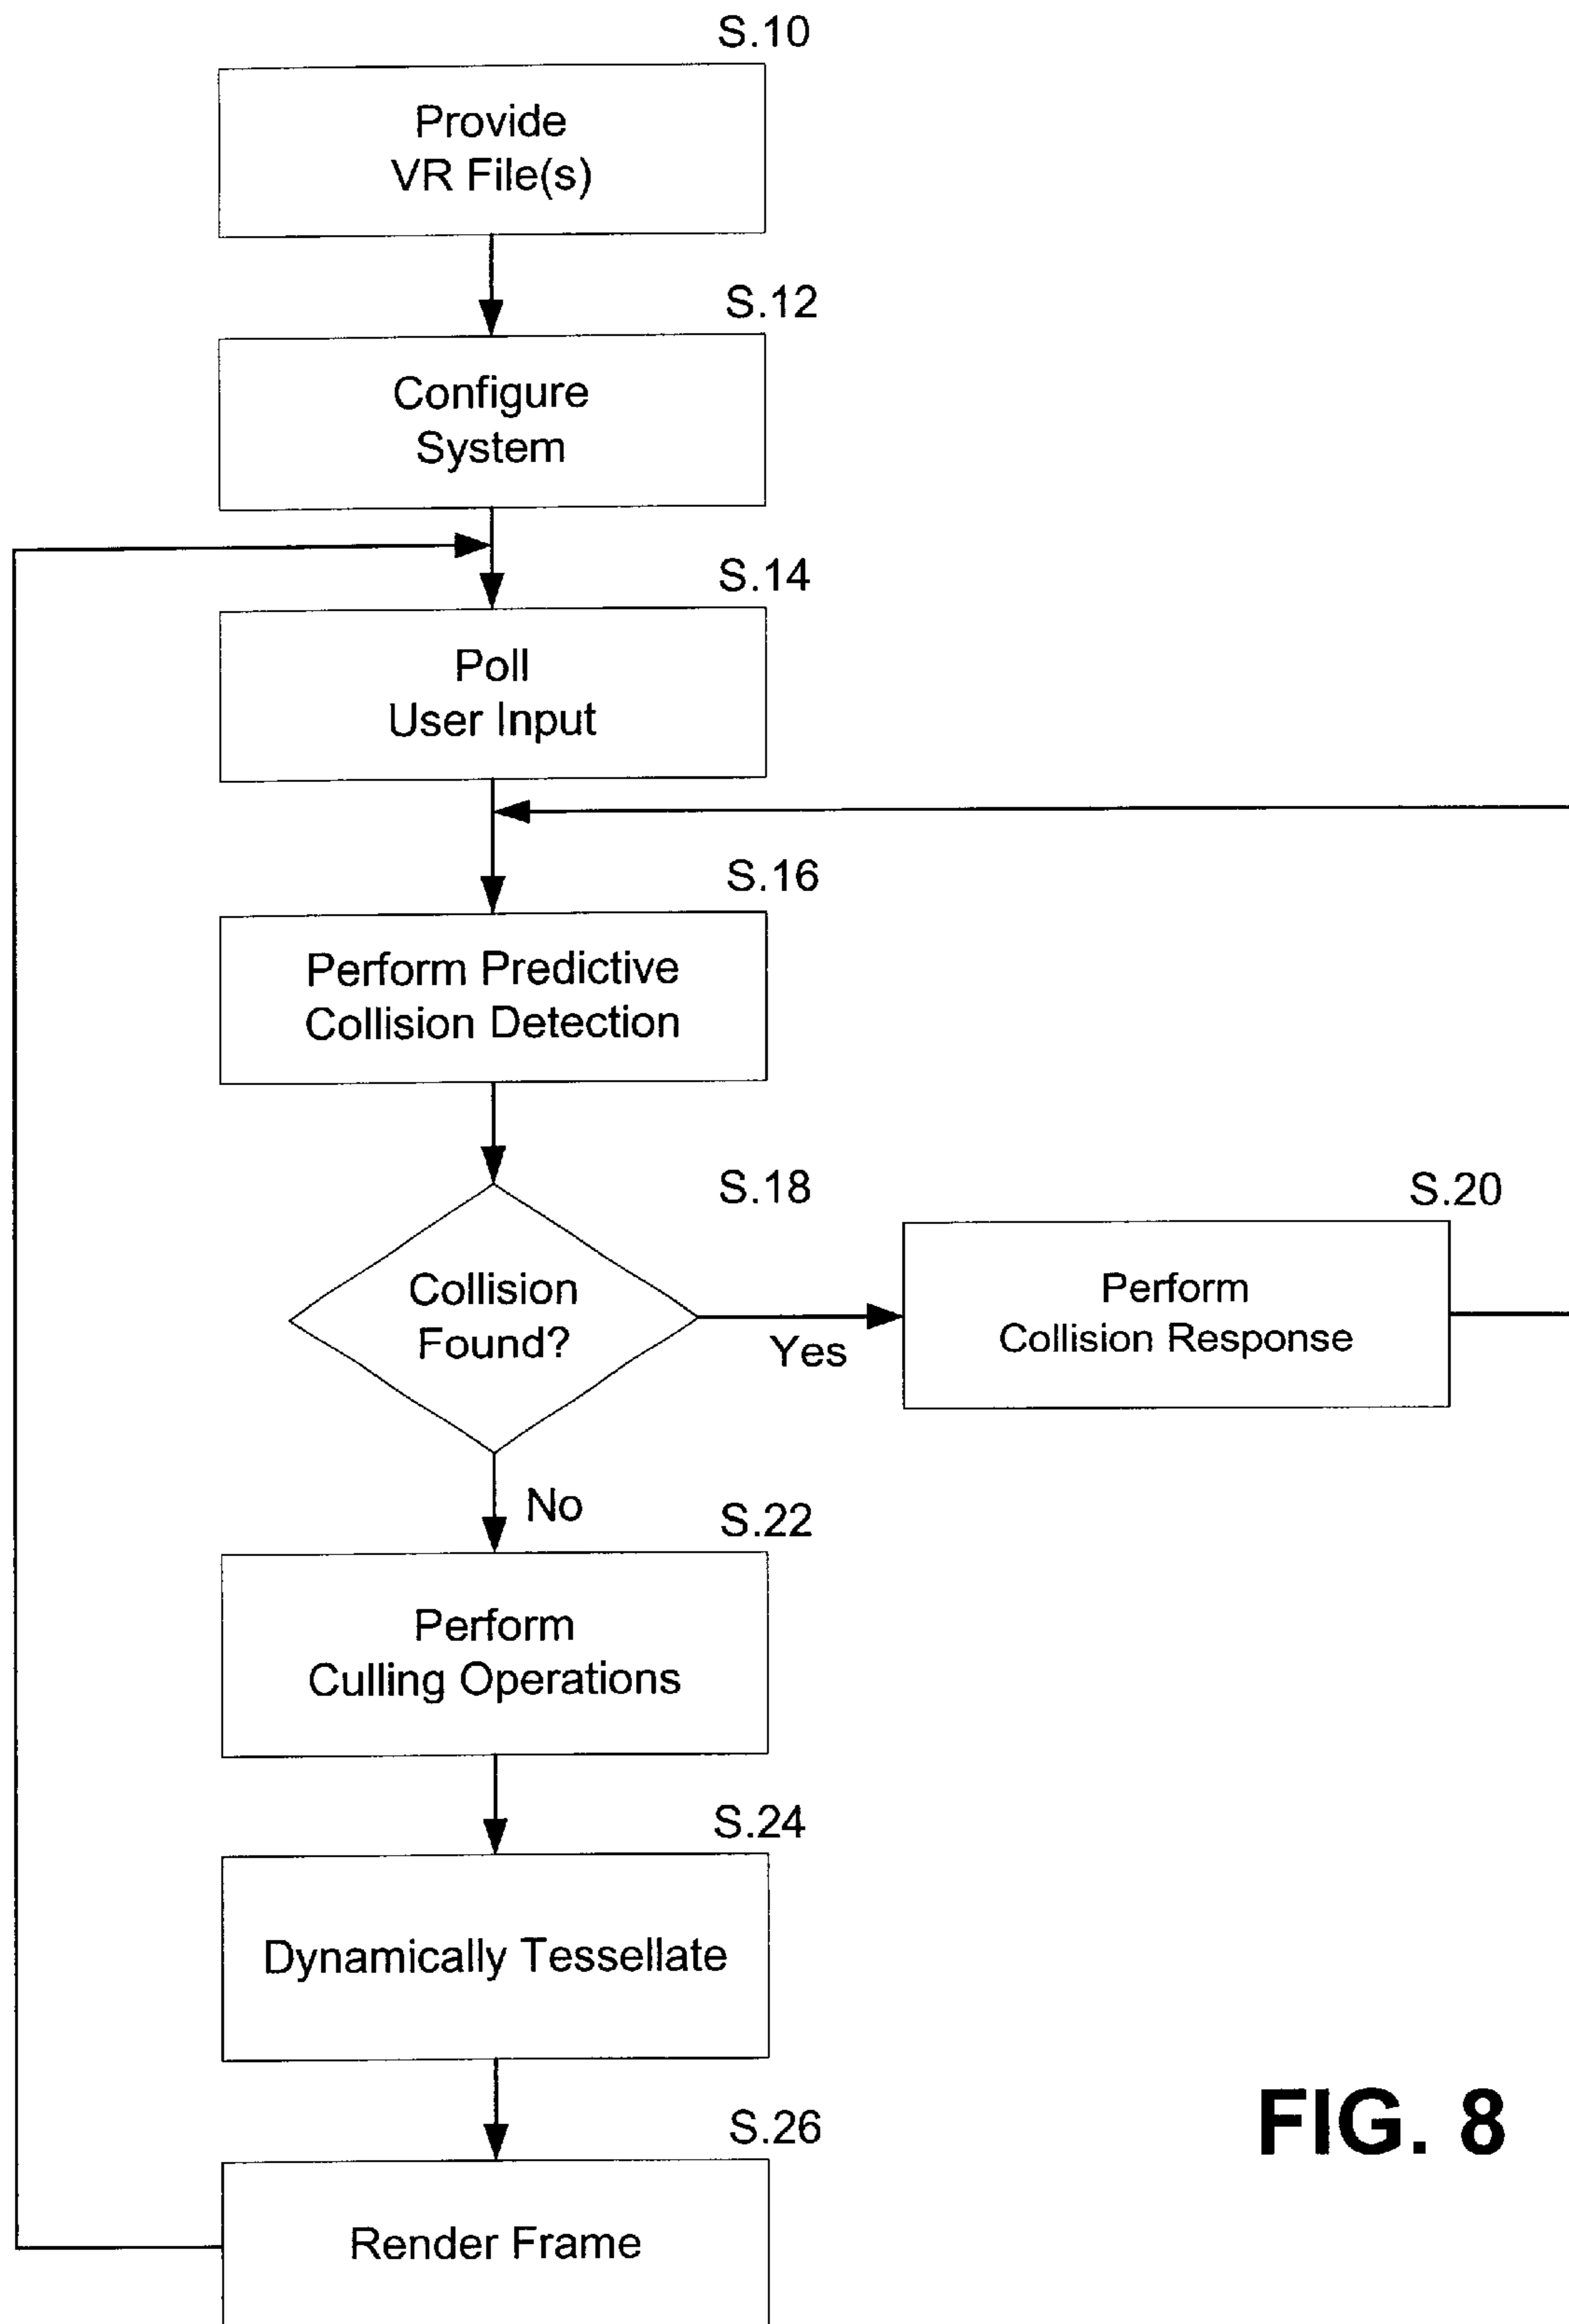 S.10
Provide
VR File(s)
S.12
Configure
System
S.14
Poll
User Input
S.16
Perform Predictive
Collision Detection
S.18
Collision
Found?
Yes
S.20
Perform
Collision Response
No
S.22
Perform
Culling Operations
S.24
Dynamically Tessellate
S.26
Render Frame
FIG. 8